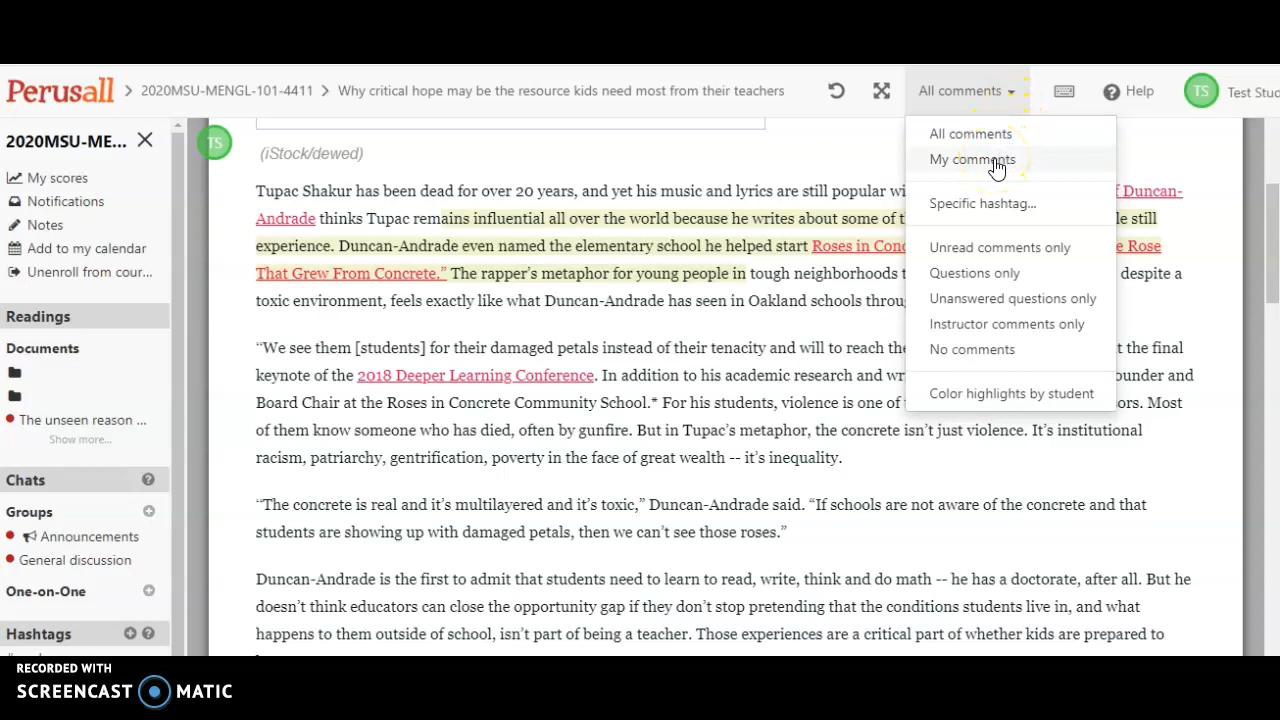 Perusall > 2020MSU-MENGL-101-4411 > Why critical hope may be the resource kids need most from their teachers
All comments
Help
TS
Test Stu
All comments
My comments
Specific hashtag...
Unread comments only
Questions only
Unanswered questions only
Instructor comments only
No comments
Color highlights by student
2020MSU-ME...
My scores
Notifications
Notes
Add to my calendar
Unenroll from cour...
Readings
Documents
The unseen reason ...
Show more...
Chats
Groups
Announcements
General discussion
One-on-One
Hashtags
TS
(iStock/dewed)
Tupac Shakur has been dead for over 20 years, and yet his music and lyrics are still popular wi f Duncan-
Andrade thinks Tupac remains influential all over the world because he writes about some of t le still
experience. Duncan-Andrade even named the elementary school he helped start Roses in Conc e Rose
That Grew From Concrete.” The rapper’s metaphor for young people in tough neighborhoods t despite a
toxic environment, feels exactly like what Duncan-Andrade has seen in Oakland schools throu
“We see them [students] for their damaged petals instead of their tenacity and will to reach the t the final
keynote of the 2018 Deeper Learning Conference. In addition to his academic research and wr ounder and
Board Chair at the Roses in Concrete Community School.* For his students, violence is one of sors. Most
of them know someone who has died, often by gunfire. But in Tupac’s metaphor, the concrete isn’t just violence. It’s institutional
racism, patriarchy, gentrification, poverty in the face of great wealth -- it’s inequality.
“The concrete is real and it’s multilayered and it’s toxic,” Duncan-Andrade said. “If schools are not aware of the concrete and that
students are showing up with damaged petals, then we can’t see those roses.”
Duncan-Andrade is the first to admit that students need to learn to read, write, think and do math -- he has a doctorate, after all. But he
doesn’t think educators can close the opportunity gap if they don’t stop pretending that the conditions students live in, and what
happens to them outside of school, isn’t part of being a teacher. Those experiences are a critical part of whether kids are prepared to
RECORDED WITH
SCREENCAST MATIC